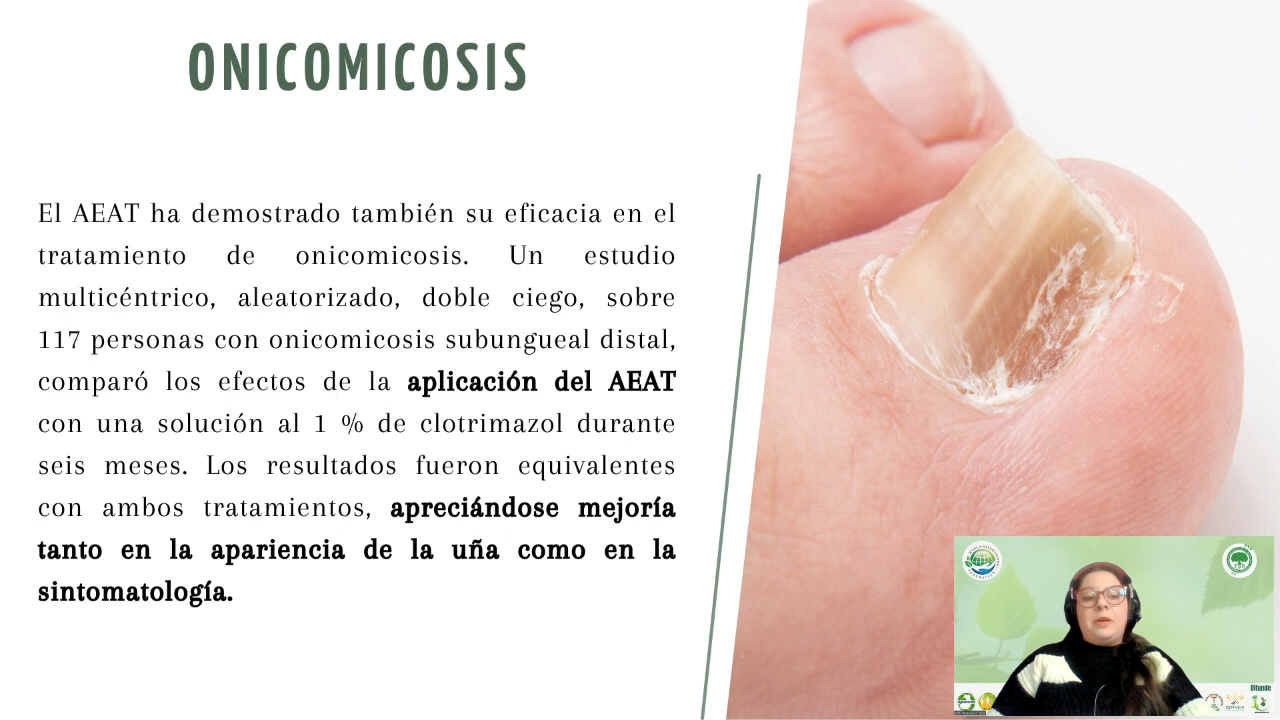 ONICOMICOSIS
El AEAT ha demostrado también su eficacia en el
tratamiento de onicomicosis. Un estudio
multicéntrico, aleatorizado, doble ciego, sobre
117 personas con onicomicosis subungueal distal,
comparó los efectos de la aplicación del AEAT
con una solución al 1 % de clotrimazol durante
seis meses. Los resultados fueron equivalentes
con ambos tratamientos, apreciándose mejoría
tanto en la apariencia de la uña como en la
sintomatología.
Difunde